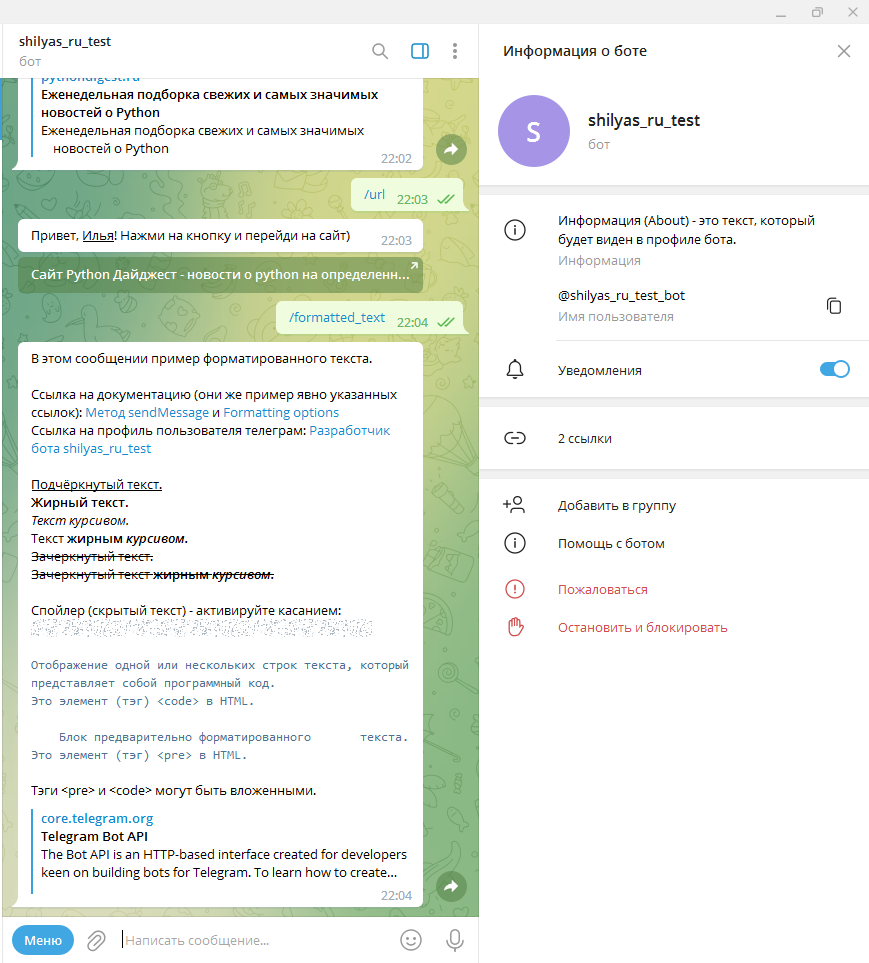 shilyas_ru_test
бот
pythondigest.ru
Еженедельная подборка свежих и самых значимых
новостей о Python
Еженедельная подборка свежих и самых значимых
новостей о Python
22:02
/url 22:03
Привет, Илья! Нажми на кнопку и перейди на сайт) 22:03
Сайт Python Дайджест - новости о python на определенн...
/formatted_text 22:04
В этом сообщении пример форматированного текста.
Ссылка на документацию (они же пример явно указанных
ссылок): Метод sendMessage и Formatting options
Ссылка на профиль пользователя телеграм: Разработчик
бота shilyas_ru_test
Подчёркнутый текст.
Жирный текст.
Текст курсивом.
Текст жирным курсивом.
Зачеркнутый текст.
Зачеркнутый текст жирным курсивом.
Спойлер (скрытый текст) - активируйте касанием:
Отображение одной или нескольких строк текста, который
представляет собой программный код.
Это элемент (тэг) <code> в HTML.
Блок предварительно форматированного       текста.
Это элемент (тэг) <pre> в HTML.
Тэги <pre> и <code> могут быть вложенными.
core.telegram.org
Telegram Bot API
The Bot API is an HTTP-based interface created for developers
keen on building bots for Telegram. To learn how to create...
22:04
Меню
Написать сообщение...
Информация о боте
S
shilyas_ru_test
бот
Информация (About) - это текст, который
будет виден в профиле бота.
Информация
@shilyas_ru_test_bot
Имя пользователя
Уведомления
2 ссылки
Добавить в группу
Помощь с ботом
Пожаловаться
Остановить и блокировать